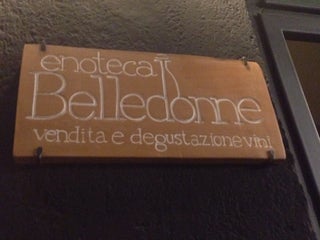 enoteca
Belledonne
vendita e degustazione vini